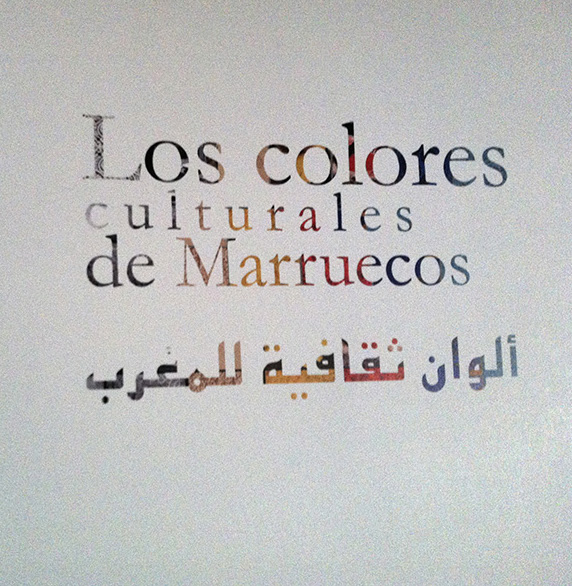 Los colores
culturales
de Marruecos
ألوان ثقافية للمغرب